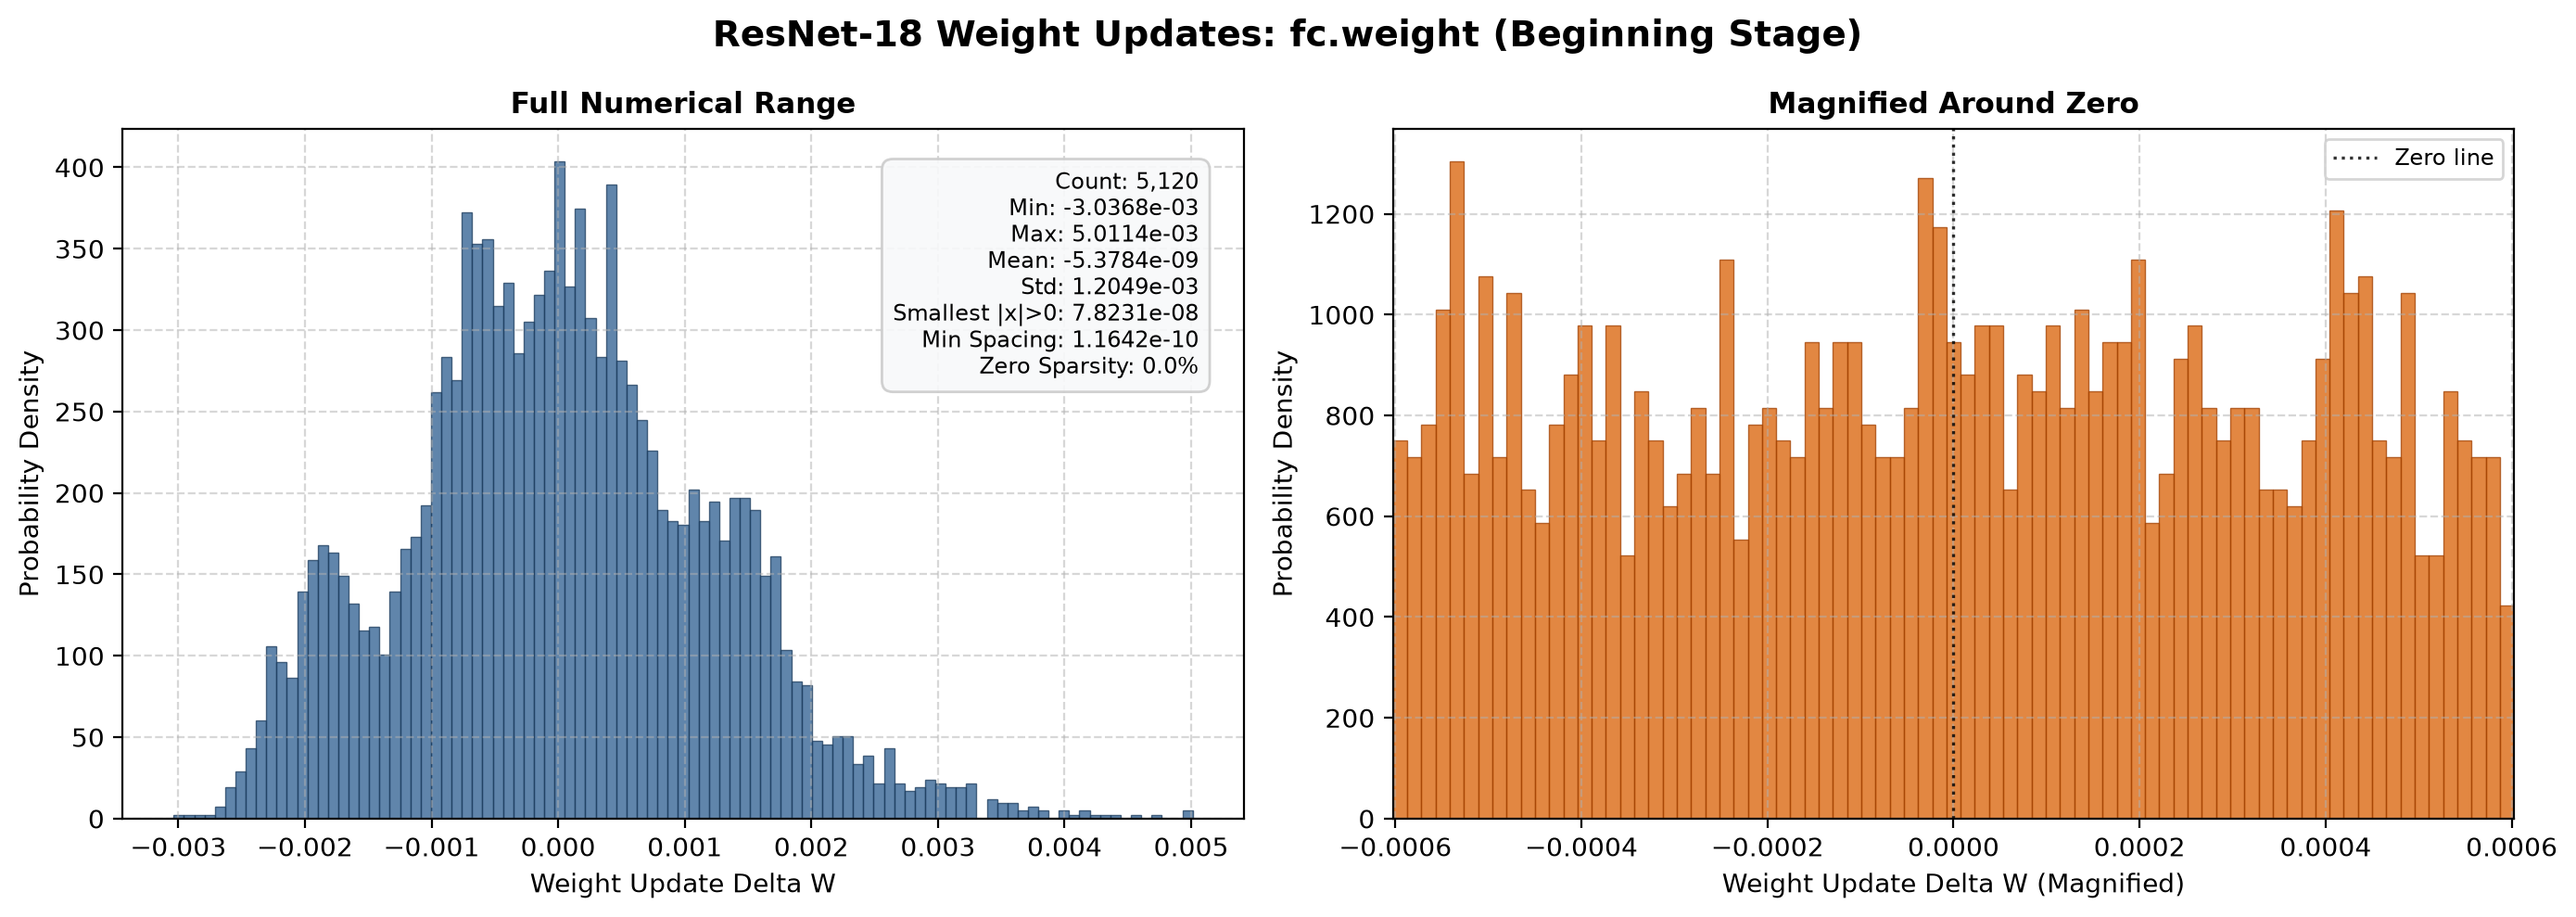 ResNet-18 Weight Updates: fc.weight (Beginning Stage)
Full Numerical Range
Probability Density
400
350
300
250
200
150
100
50
0
Count: 5,120
Min: -3.0368e-03
Max: 5.0114e-03
Mean: -5.3784e-09
Std: 1.2049e-03
Smallest |x|>0: 7.8231e-08
Min Spacing: 1.1642e-10
Zero Sparsity: 0.0%
−0.003 −0.002 −0.001 0.000 0.001 0.002 0.003 0.004 0.005
Weight Update Delta W
Magnified Around Zero
Probability Density
1200
1000
800
600
400
200
0
Zero line
−0.0006 −0.0004 −0.0002 0.0000 0.0002 0.0004 0.0006
Weight Update Delta W (Magnified)